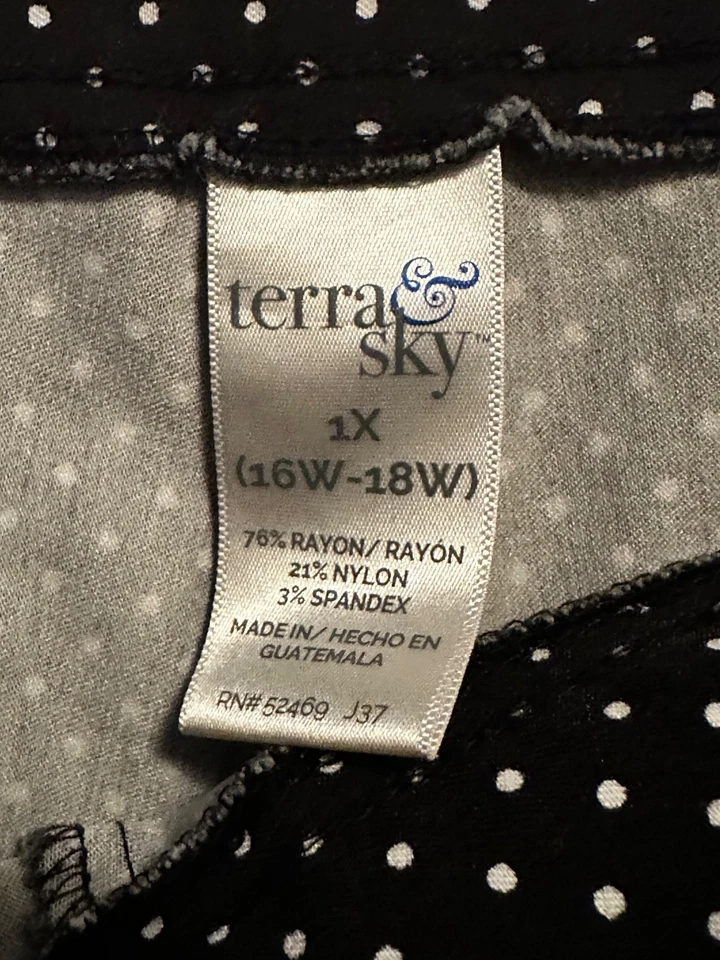 terra&
sky™
1X
(16W-18W)
76% RAYON/ RAYÓN
21% NYLON
3% SPANDEX
MADE IN/ HECHO EN
GUATEMALA
RN# 52469 J37